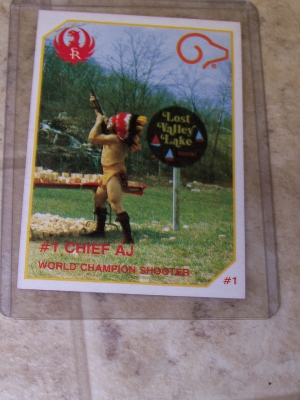 Lost
Valley
Lake
#1 CHIEF AJ
WORLD CHAMPION SHOOTER
#1